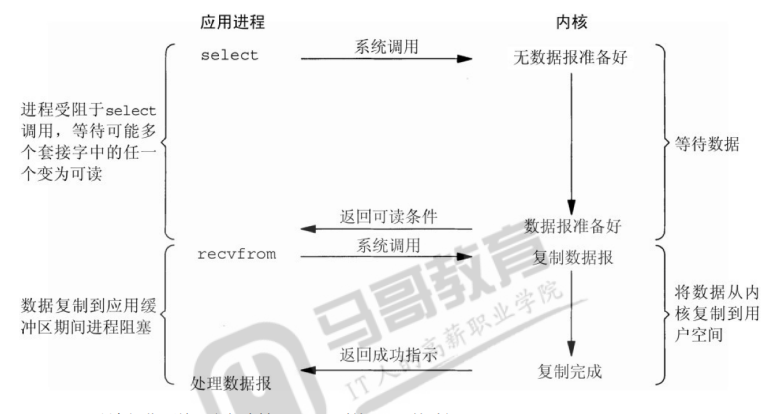 应用进程
内核
select
系统调用
无数据报准备好
进程受阻于select
调用，等待可能多
个套接字中的任一
个变为可读
等待数据
返回可读条件
数据报准备好
recvfrom
系统调用
复制数据报
数据复制到应用缓
冲区期间进程阻塞
将数据从内
核复制到用
户空间
返回成功指示
复制完成
处理数据报
马哥教育
IT人的高薪职业学院